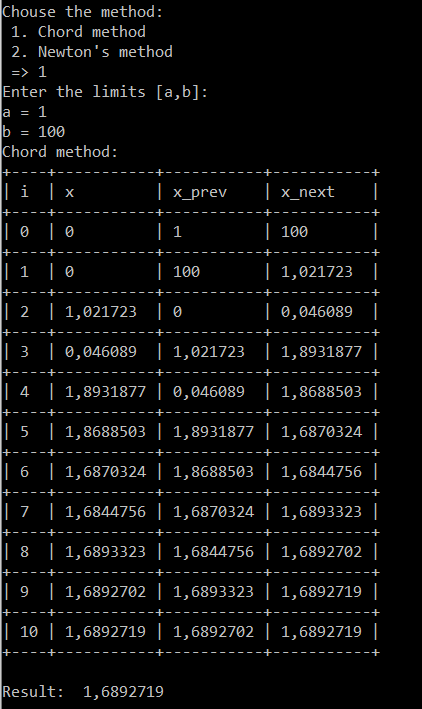 Chouse the method:
 1. Chord method
 2. Newton's method
 => 1
Enter the limits [a,b]:
a = 1
b = 100
Chord method:
+----+-----------+-----------+-----------+
| i  | x         | x_prev    | x_next    |
+----+-----------+-----------+-----------+
| 0  | 0         | 1         | 100       |
+----+-----------+-----------+-----------+
| 1  | 0         | 100       | 1,021723  |
+----+-----------+-----------+-----------+
| 2  | 1,021723  | 0         | 0,046089  |
+----+-----------+-----------+-----------+
| 3  | 0,046089  | 1,021723  | 1,8931877 |
+----+-----------+-----------+-----------+
| 4  | 1,8931877 | 0,046089  | 1,8688503 |
+----+-----------+-----------+-----------+
| 5  | 1,8688503 | 1,8931877 | 1,6870324 |
+----+-----------+-----------+-----------+
| 6  | 1,6870324 | 1,8688503 | 1,6844756 |
+----+-----------+-----------+-----------+
| 7  | 1,6844756 | 1,6870324 | 1,6893323 |
+----+-----------+-----------+-----------+
| 8  | 1,6893323 | 1,6844756 | 1,6892702 |
+----+-----------+-----------+-----------+
| 9  | 1,6892702 | 1,6893323 | 1,6892719 |
+----+-----------+-----------+-----------+
| 10 | 1,6892719 | 1,6892702 | 1,6892719 |
+----+-----------+-----------+-----------+
Result:  1,6892719